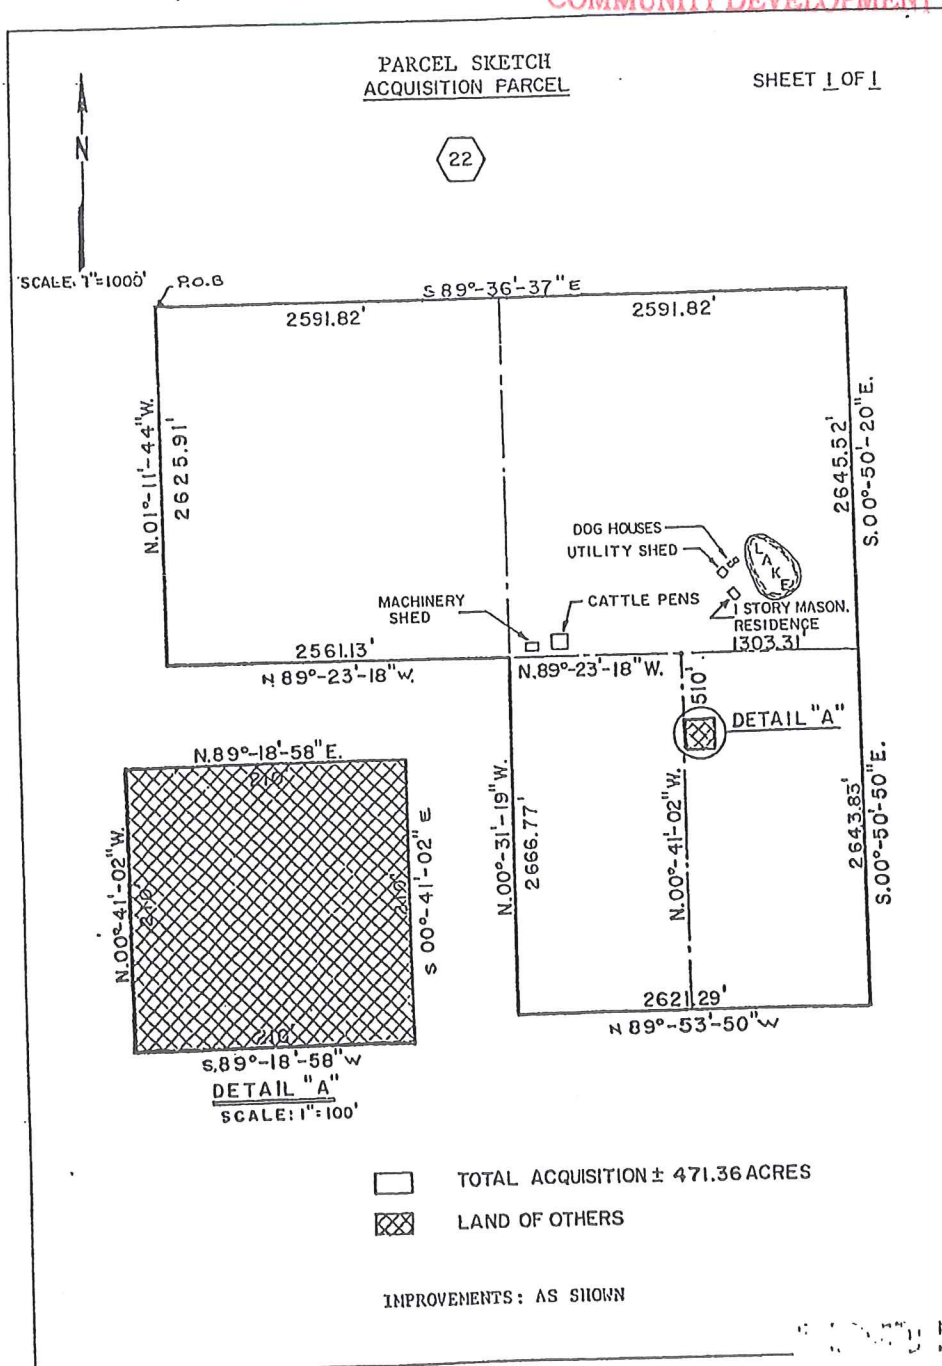 COMMUNITY DEVELOPMENT
PARCEL SKETCH
ACQUISITION PARCEL
SHEET 1 OF 1
N
22
SCALE: 1"=1000'
P.O.B
S 89°-36'-37" E
2591.82'
2591.82'
N.01°-11'-44"W.
2625.91'
2645.52'
S.00°-50'-20"E.
DOG HOUSES
UTILITY SHED
LAKE
MACHINERY
SHED
CATTLE PENS
1 STORY MASON.
RESIDENCE
1303.31'
2561.13'
N 89°-23'-18"W.
N.89°-23'-18"W.
510'
DETAIL "A"
N.89°-18'-58"E.
210'
N.00°-41'-02"W.
210'
210'
S 00°-41'-02" E
N.00°-31'-19"W.
2666.77'
N.00°-41'-02"W.
2643.83'
S.00°-50'-50"E.
210'
S.89°-18'-58"W
2621.29'
N 89°-53'-50"W
DETAIL "A"
SCALE: 1"=100'
TOTAL ACQUISITION ± 471.36 ACRES
LAND OF OTHERS
IMPROVEMENTS: AS SHOWN